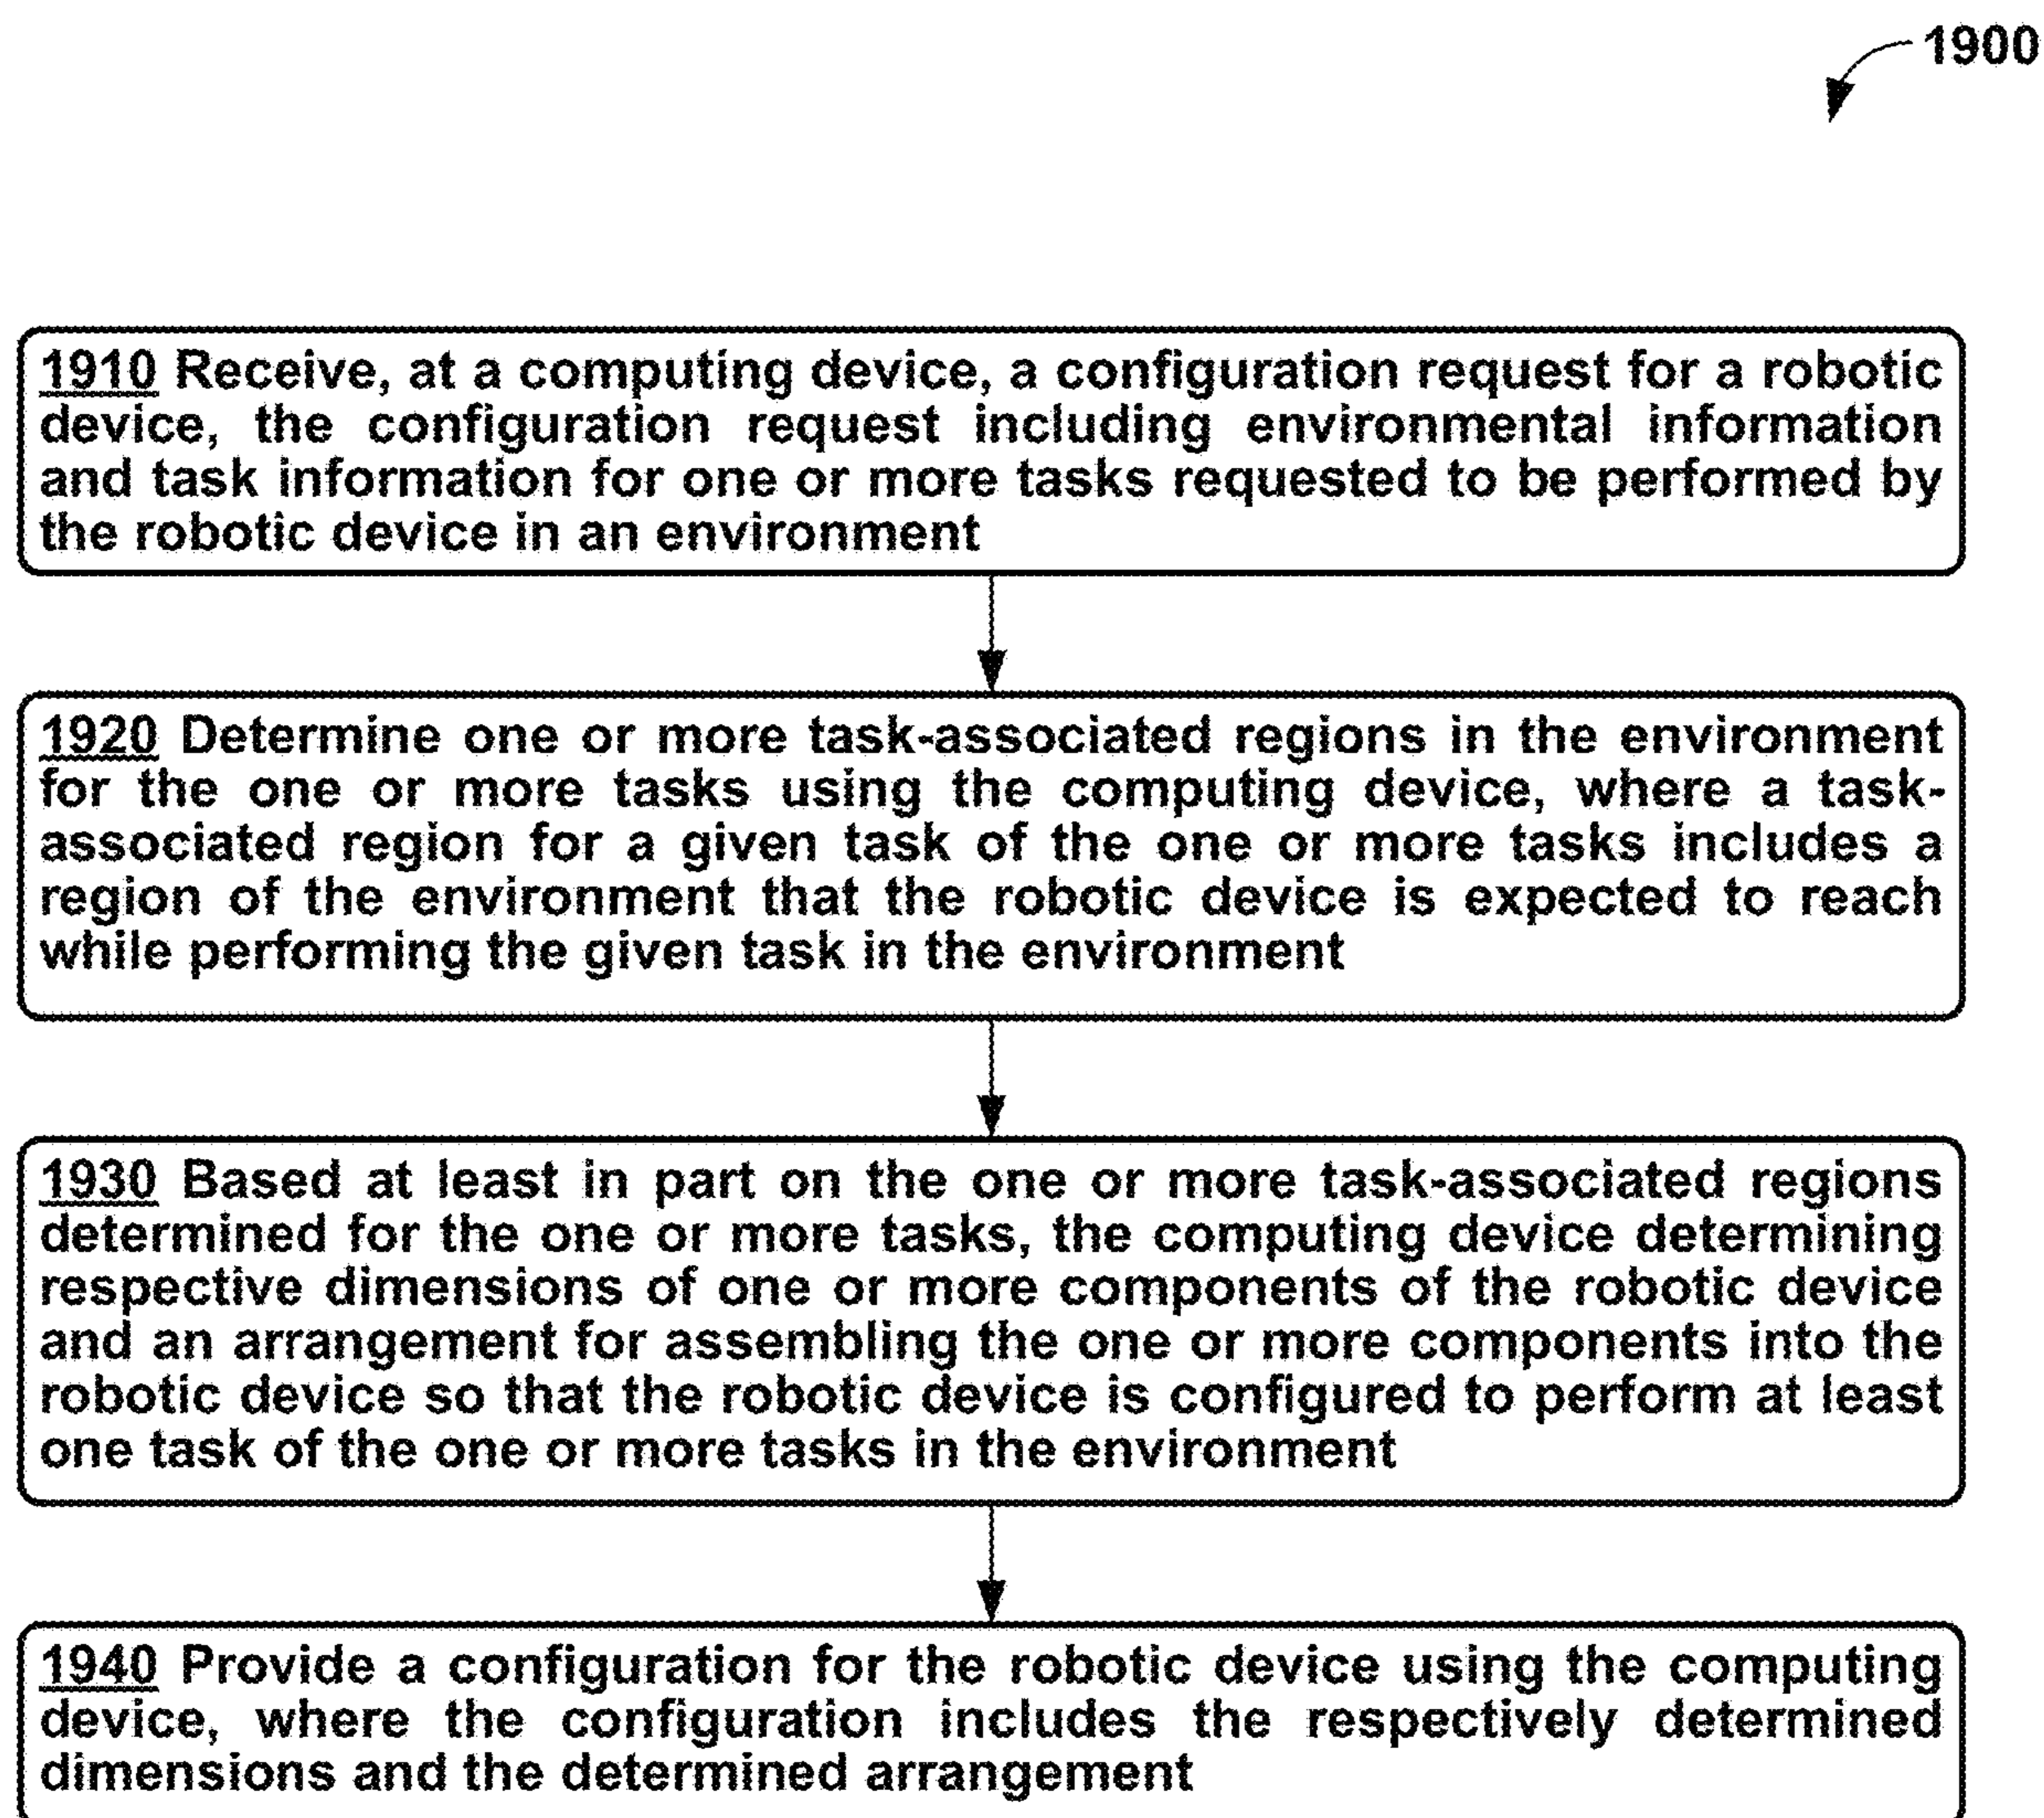 1900
1910 Receive, at a computing device, a configuration request for a robotic
device, the configuration request including environmental information
and task information for one or more tasks requested to be performed by
the robotic device in an environment
1920 Determine one or more task-associated regions in the environment
for the one or more tasks using the computing device, where a task-
associated region for a given task of the one or more tasks includes a
region of the environment that the robotic device is expected to reach
while performing the given task in the environment
1930 Based at least in part on the one or more task-associated regions
determined for the one or more tasks, the computing device determining
respective dimensions of one or more components of the robotic device
and an arrangement for assembling the one or more components into the
robotic device so that the robotic device is configured to perform at least
one task of the one or more tasks in the environment
1940 Provide a configuration for the robotic device using the computing
device, where the configuration includes the respectively determined
dimensions and the determined arrangement